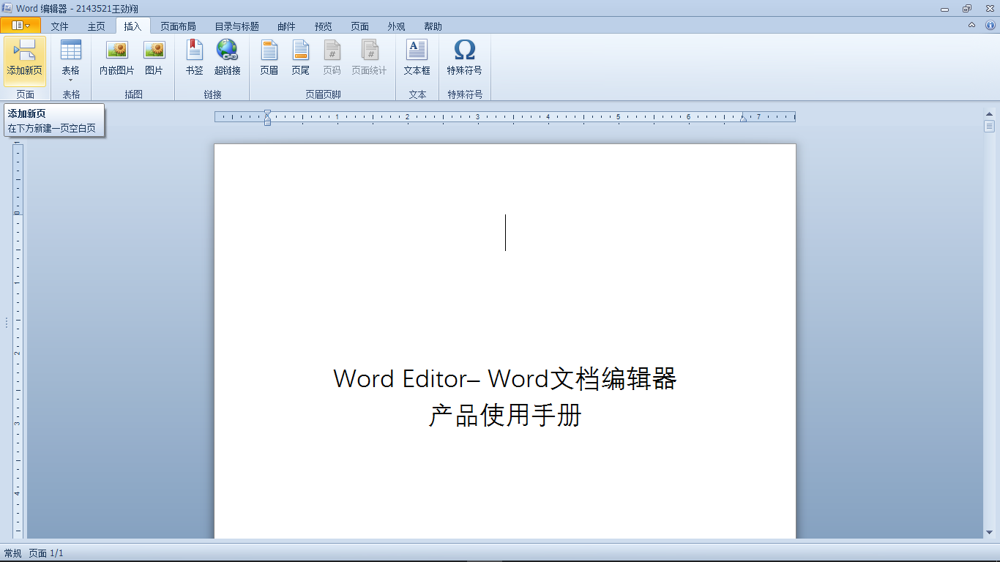 Word 编辑器 - 2143521王劲翔
文件 主页 插入 页面布局 目录与标题 邮件 预览 页面 外观 帮助
添加新页 表格 内嵌图片 图片 书签 超链接 页眉 页尾 页码 页面统计 文本框 特殊符号
页面 表格 插图 链接 页眉页脚 文本 特殊符号
添加新页
在下方新建一页空白页
1 2 3 4 5 6 7
0
1
2
3
4
Word Editor– Word文档编辑器
产品使用手册
常规 页面 1/1